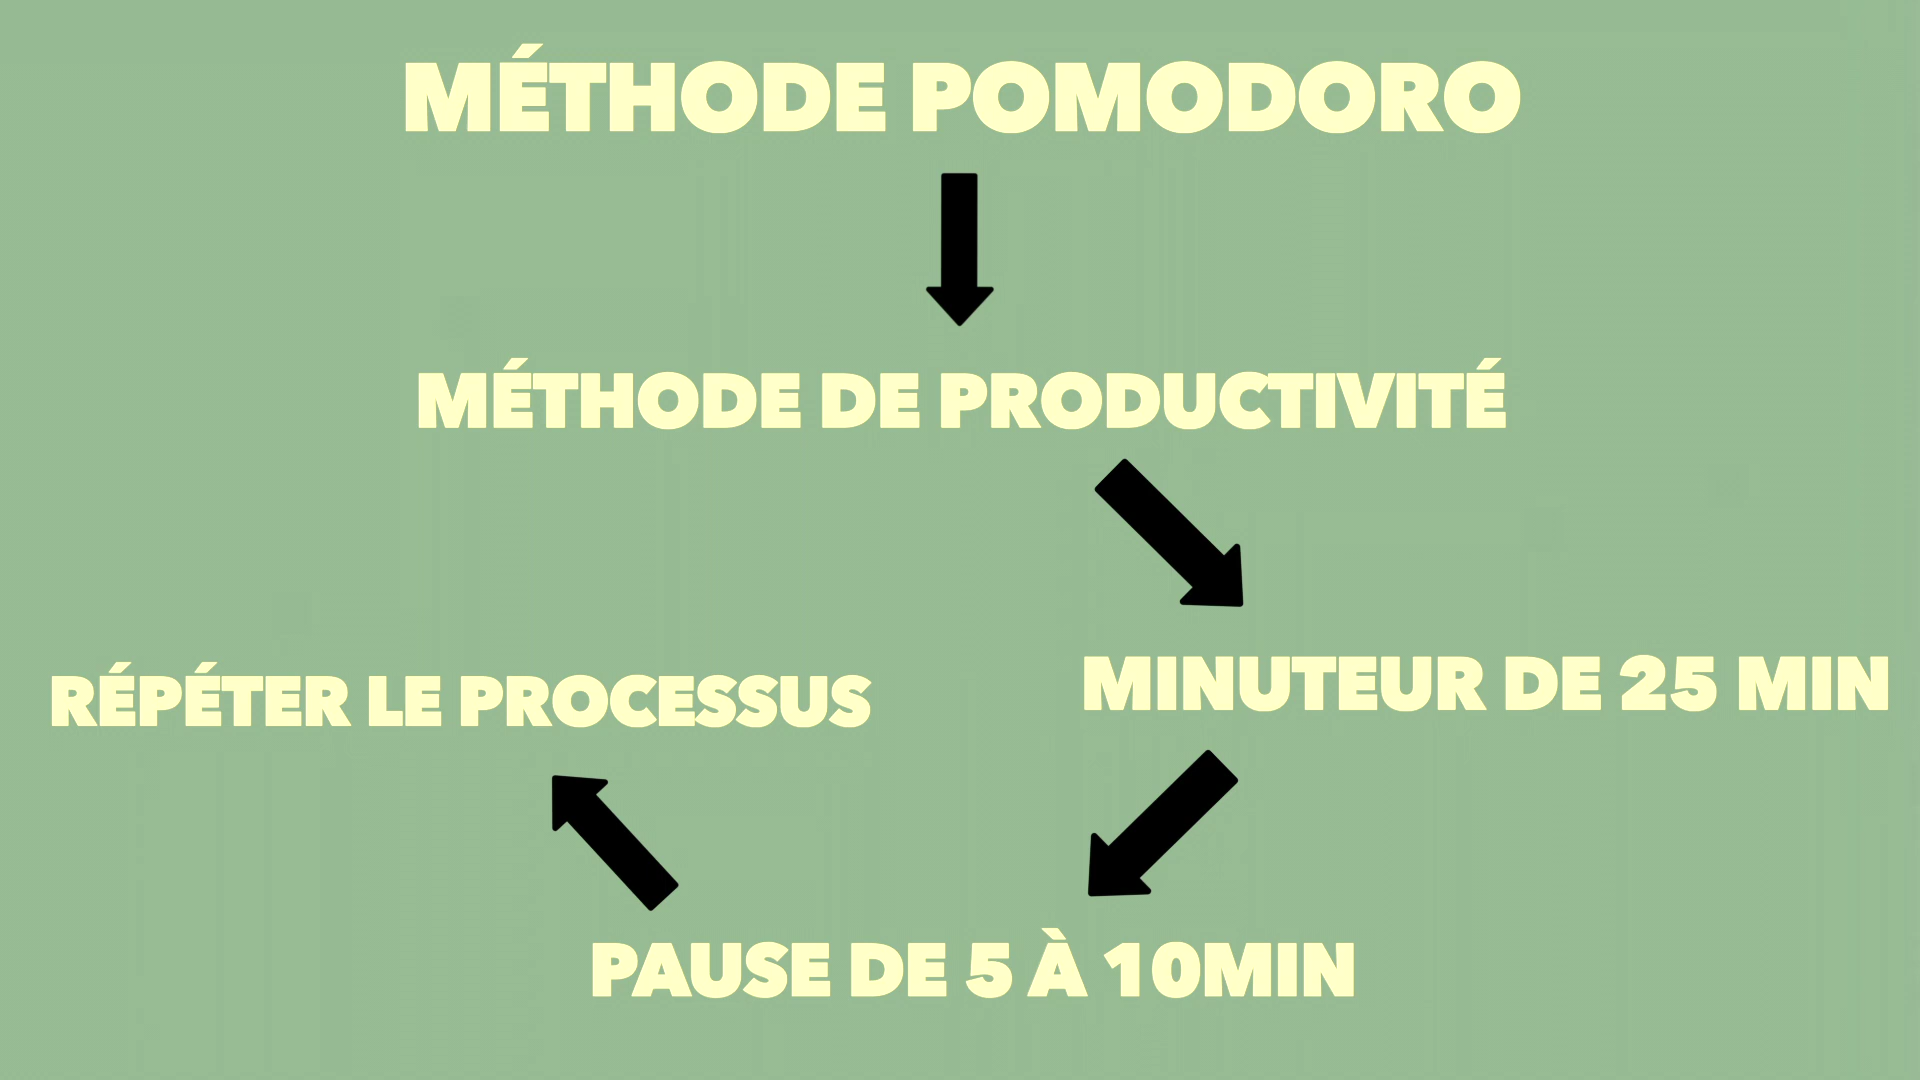 MÉTHODE POMODORO
MÉTHODE DE PRODUCTIVITÉ
MINUTEUR DE 25 MIN
RÉPÉTER LE PROCESSUS
PAUSE DE 5 À 10MIN